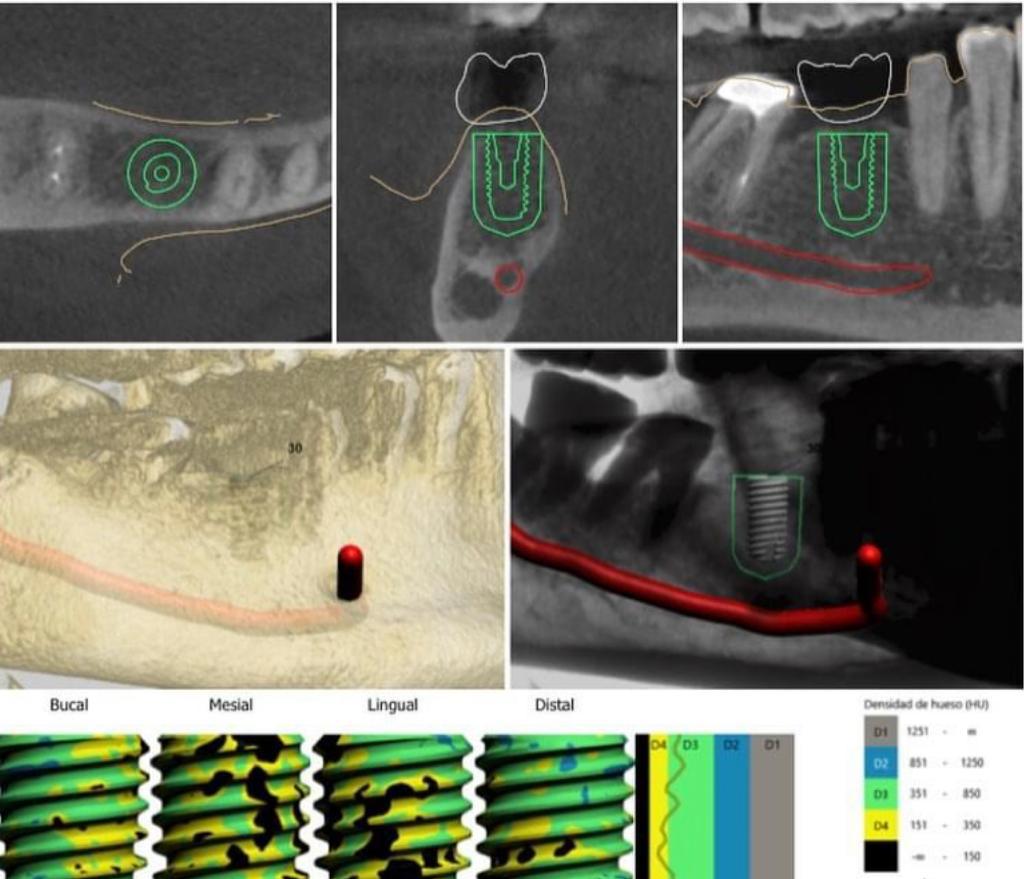 30
30
Bucal Mesial Lingual Distal
D4 D3 D2 D1
Densidad de hueso (HU)
D1 1251 - ∞
D2 851 - 1250
D3 351 - 850
D4 151 - 350
-∞ - 150